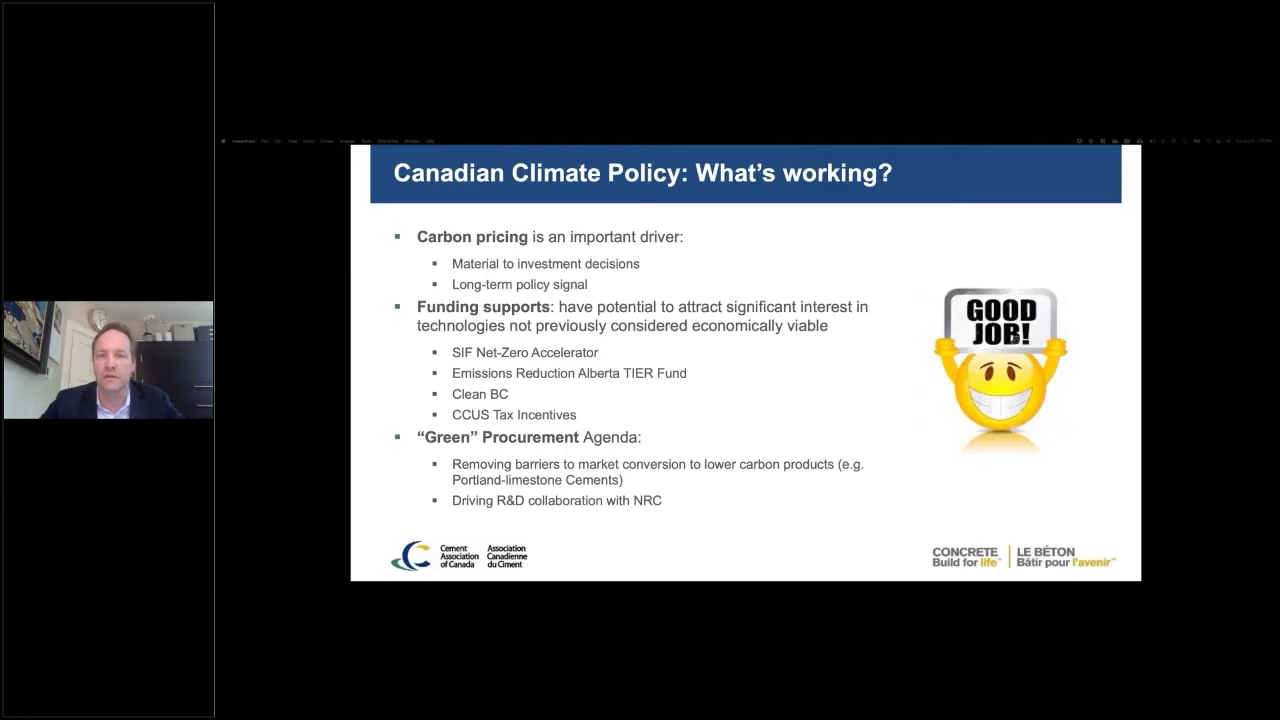 Canadian Climate Policy: What's working?
Carbon pricing is an important driver:
Material to investment decisions
Long-term policy signal
Funding supports: have potential to attract significant interest in
technologies not previously considered economically viable
SIF Net-Zero Accelerator
Emissions Reduction Alberta TIER Fund
Clean BC
CCUS Tax Incentives
“Green” Procurement Agenda:
Removing barriers to market conversion to lower carbon products (e.g.
Portland-limestone Cements)
Driving R&D collaboration with NRC
GOOD
JOB!
Cement
Association
of Canada
Association
Canadienne
du Ciment
CONCRETE
Build for life™
LE BÉTON
Bâtir pour l'avenir